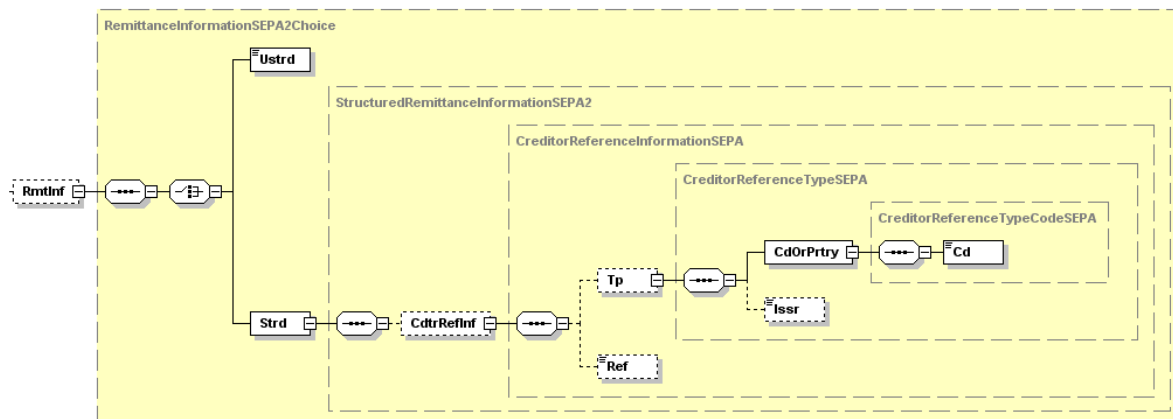 RemittanceInformationSEPA2Choice
Ustrd
StructuredRemittanceInformationSEPA2
CreditorReferenceInformationSEPA
CreditorReferenceTypeSEPA
CreditorReferenceTypeCodeSEPA
RmtInf
CdOrPrtry
Cd
Tp
Issr
Strd
CdtrRefInf
Ref